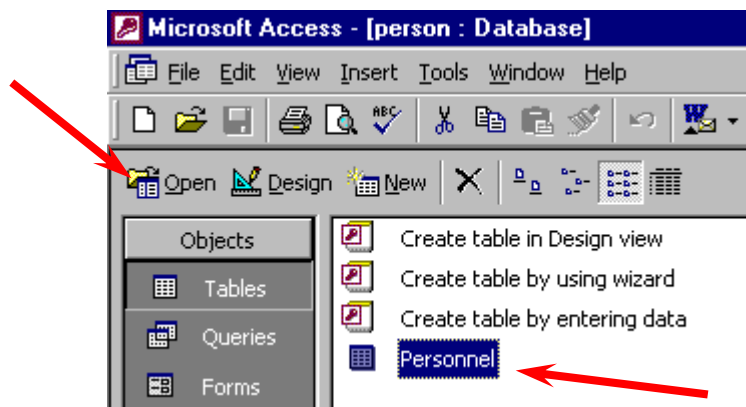 Microsoft Access - [person : Database]
File Edit View Insert Tools Window Help
ABC W
Open Design New
Objects
Tables
Queries
Forms
Create table in Design view
Create table by using wizard
Create table by entering data
Personnel